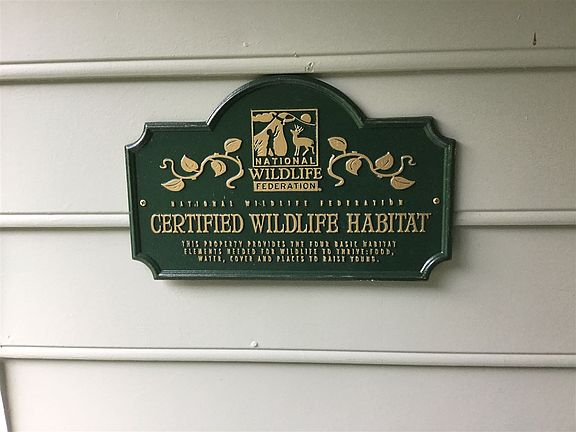 NATIONAL
WILDLIFE
FEDERATION
NATIONAL WILDLIFE FEDERATION
CERTIFIED WILDLIFE HABITAT
THIS PROPERTY PROVIDES THE FOUR BASIC HABITAT
ELEMENTS NEEDED FOR WILDLIFE TO THRIVE:FOOD,
WATER, COVER AND PLACES TO RAISE YOUNG.